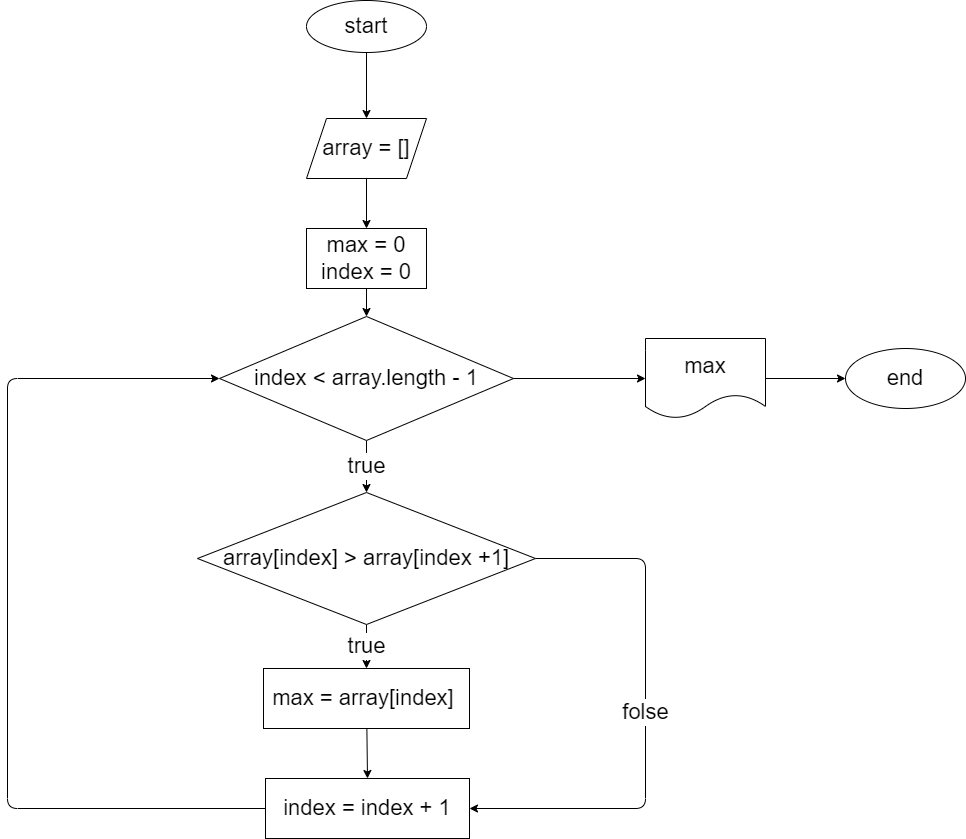 start
array = []
max = 0
index = 0
index < array.length - 1
max
end
true
array[index] > array[index +1]
true
max = array[index]
folse
index = index + 1